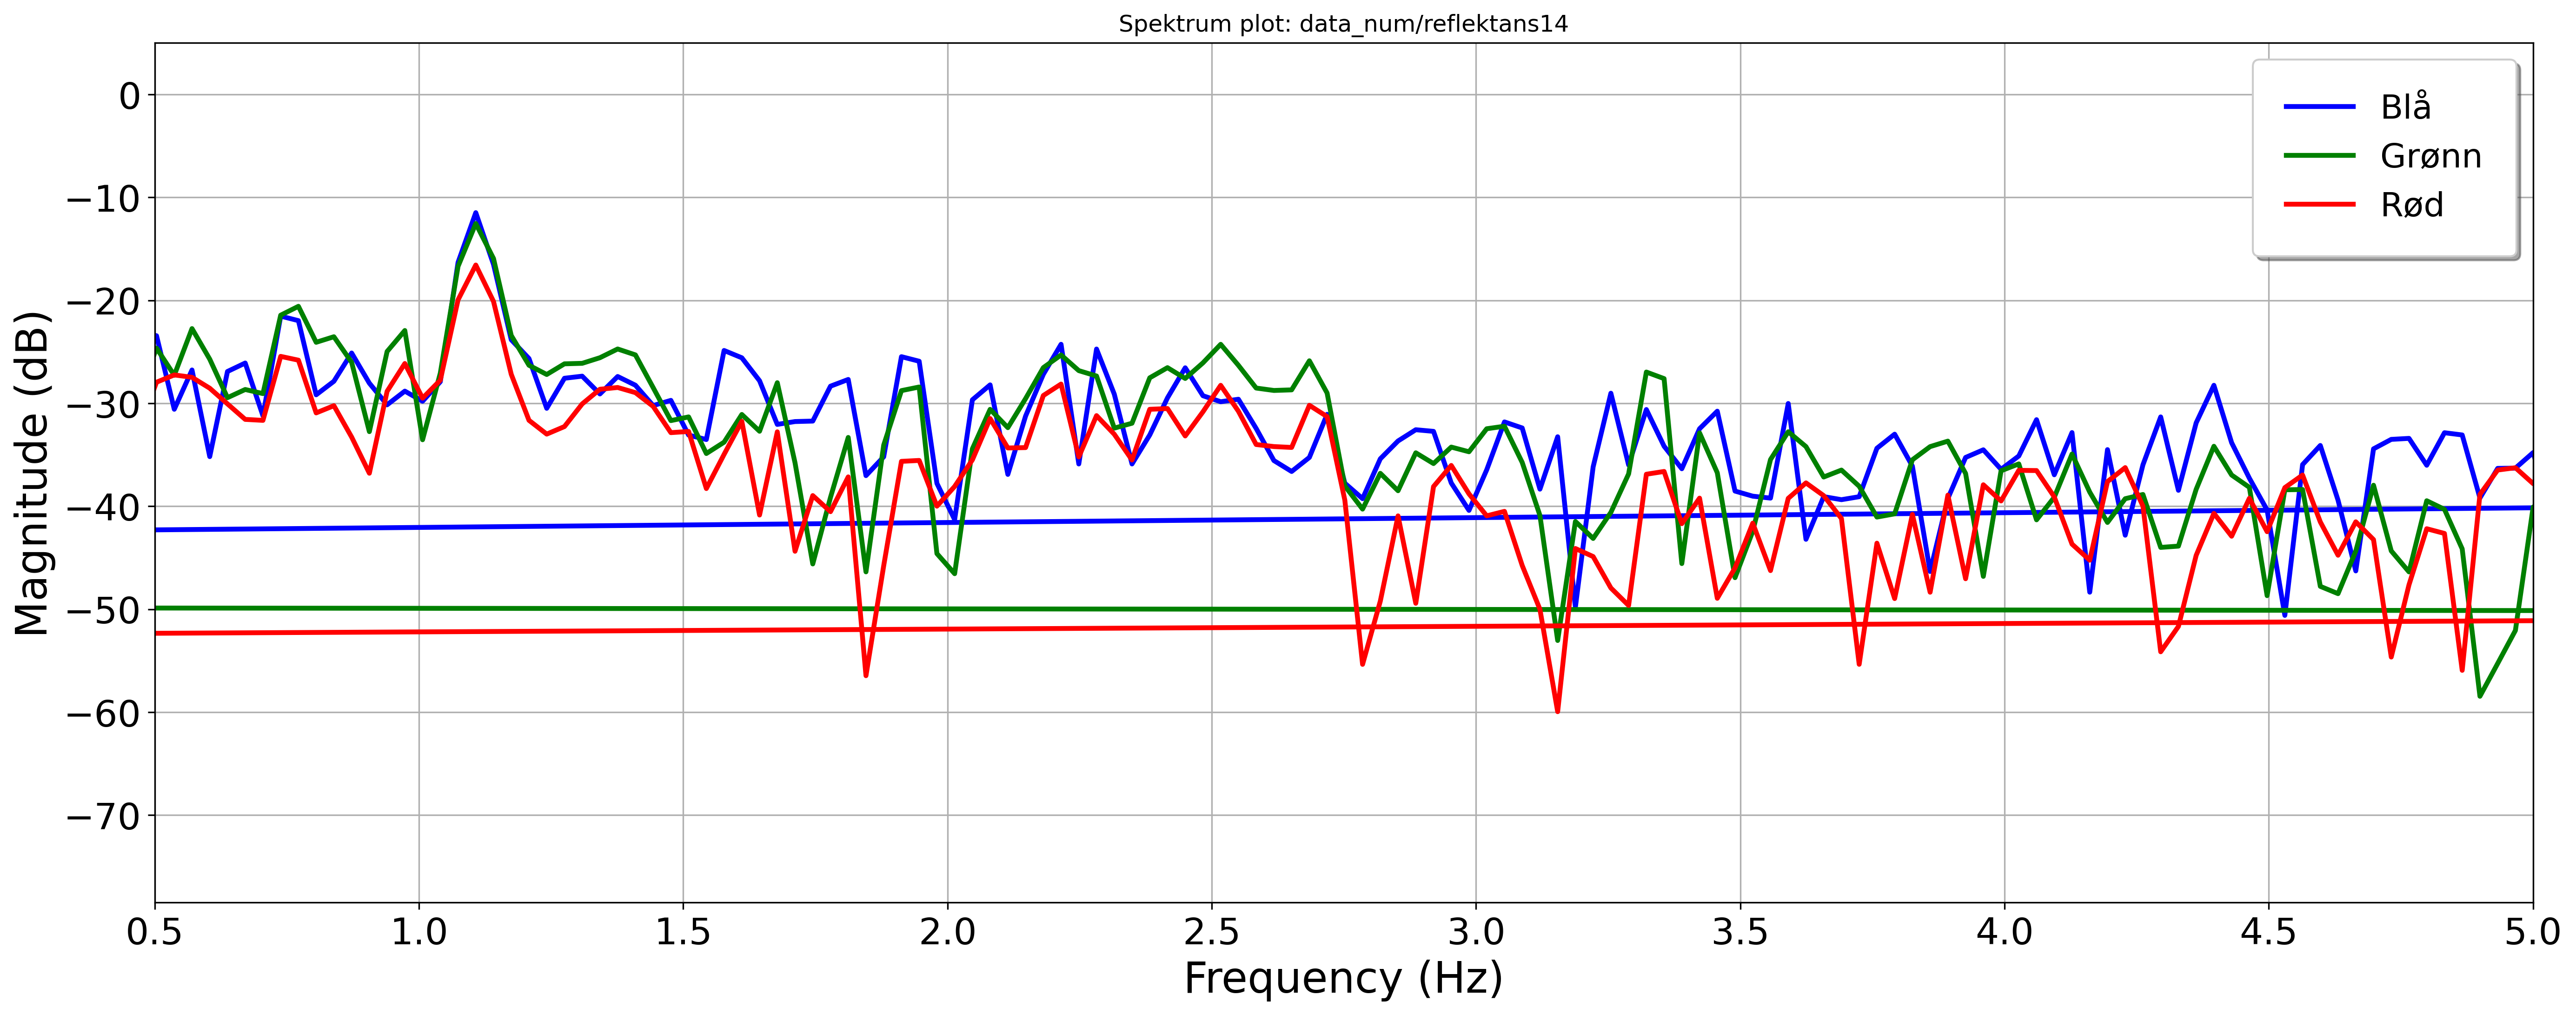 Spektrum plot: data_num/reflektans14
Magnitude (dB)
0
−10
−20
−30
−40
−50
−60
−70
Blå
Grønn
Rød
0.5 1.0 1.5 2.0 2.5 3.0 3.5 4.0 4.5 5.0
Frequency (Hz)